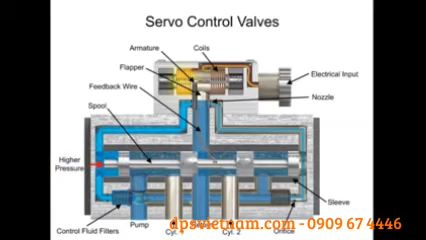 Servo Control Valves
Armature
Coils
Flapper
Electrical Input
Feedback Wire
Nozzle
Spool
Higher
Pressure
Sleeve
Pump
Cyl. 2
Orifice
Control Fluid Filters
dpsvietnam.com - 0909 67 4446